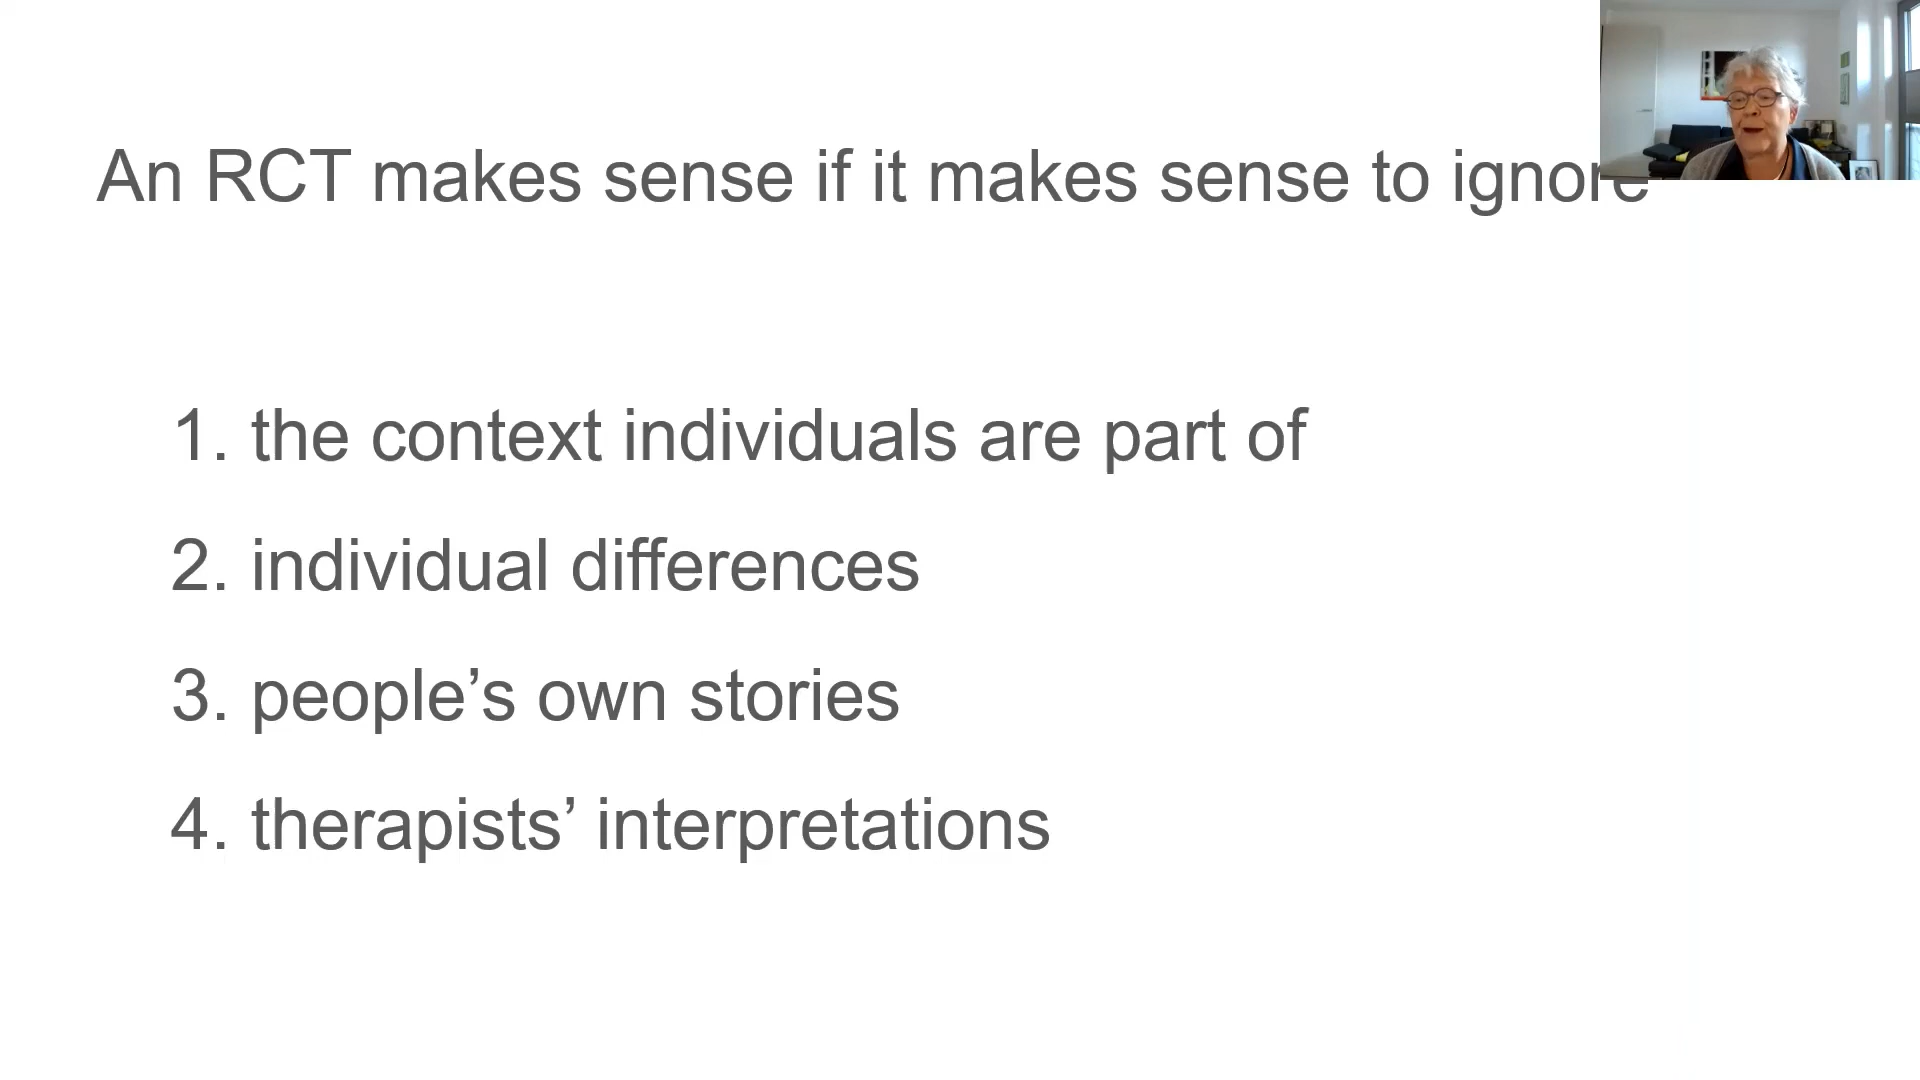 An RCT makes sense if it makes sense to ignore
1. the context individuals are part of
2. individual differences
3. people’s own stories
4. therapists’ interpretations